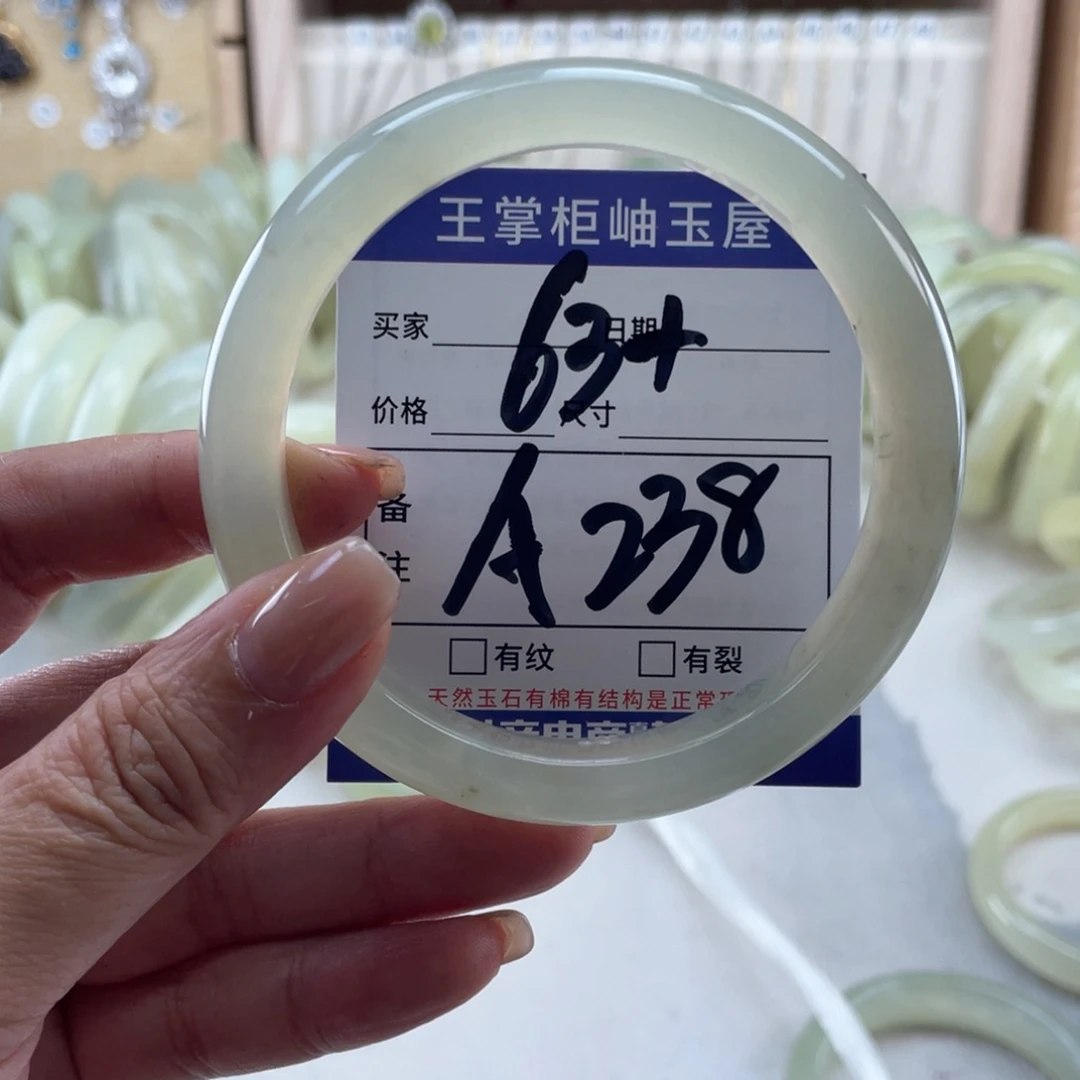 王掌柜岫玉屋
63+
买家 日期
价格 尺寸
备注
A 238
有纹 有裂
天然玉石有棉有结构是正常